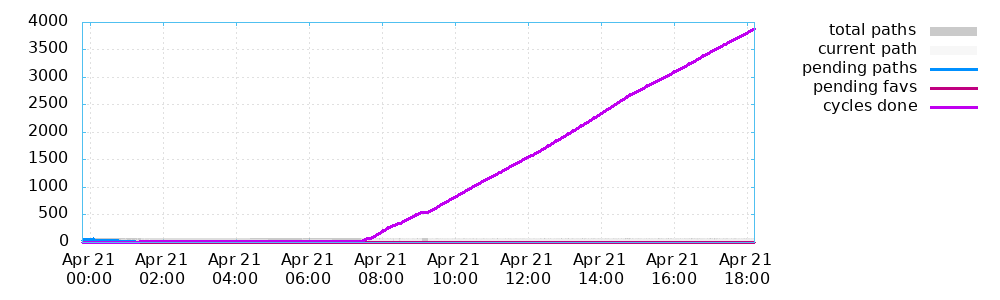 4000
3500
3000
2500
2000
1500
1000
500
0
Apr 21 Apr 21 Apr 21 Apr 21 Apr 21 Apr 21 Apr 21 Apr 21 Apr 21 Apr 21
00:00 02:00 04:00 06:00 08:00 10:00 12:00 14:00 16:00 18:00
total paths
current path
pending paths
pending favs
cycles done